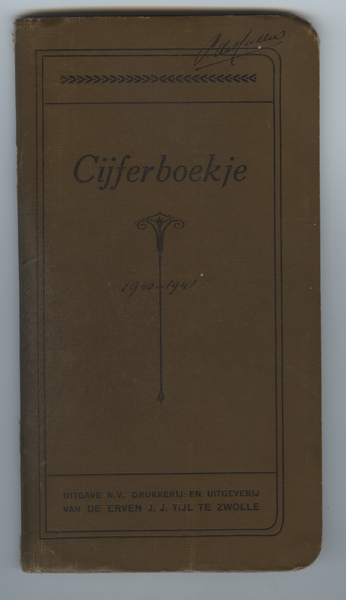 Cijferboekje
1940-1941
UITGAVE N.V. DRUKKERIJ- EN UITGEVERIJ
VAN DE ERVEN J. J. TIJL TE ZWOLLE